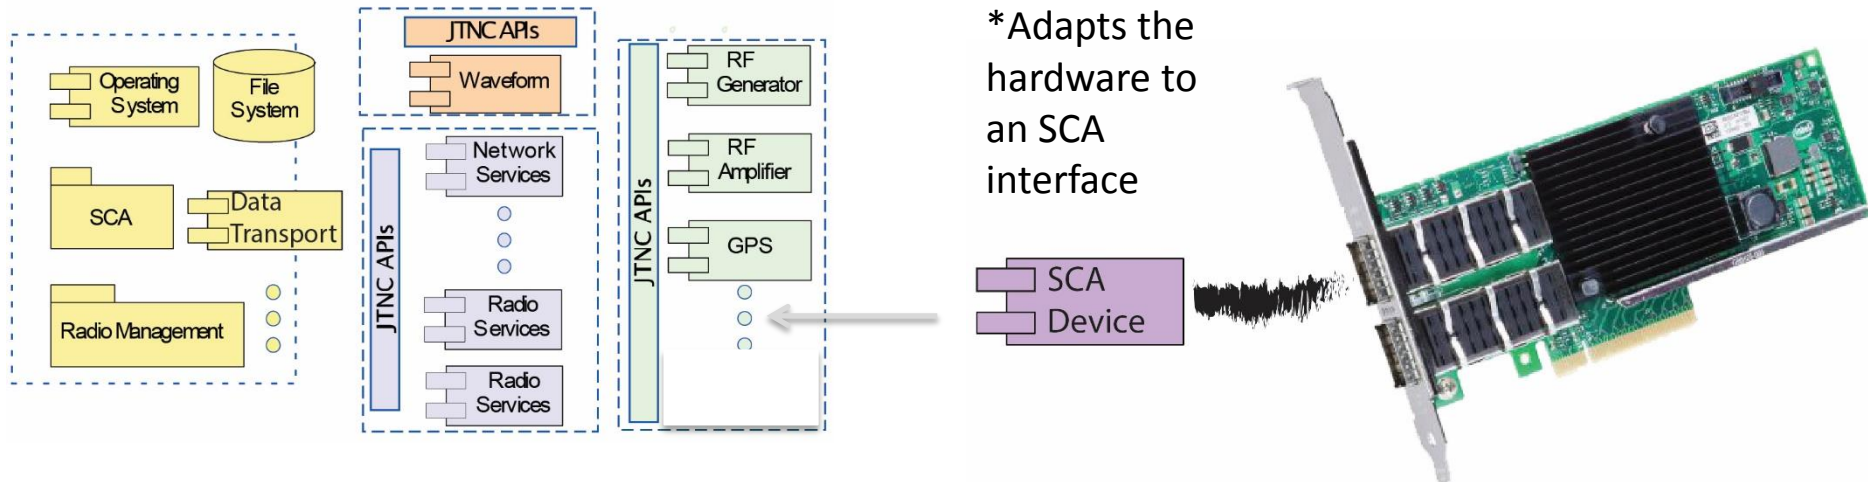 Operating
System
File
System
SCA
Data
Transport
Radio Management
JTNC APIs
Waveform
JTNC APIs
Network
Services
Radio
Services
Radio
Services
JTNC APIs
RF
Generator
RF
Amplifier
GPS
*Adapts the
hardware to
an SCA
interface
SCA
Device